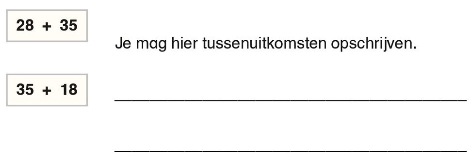 28 + 35
Je mag hier tussenuitkomsten opschrijven.
35 + 18